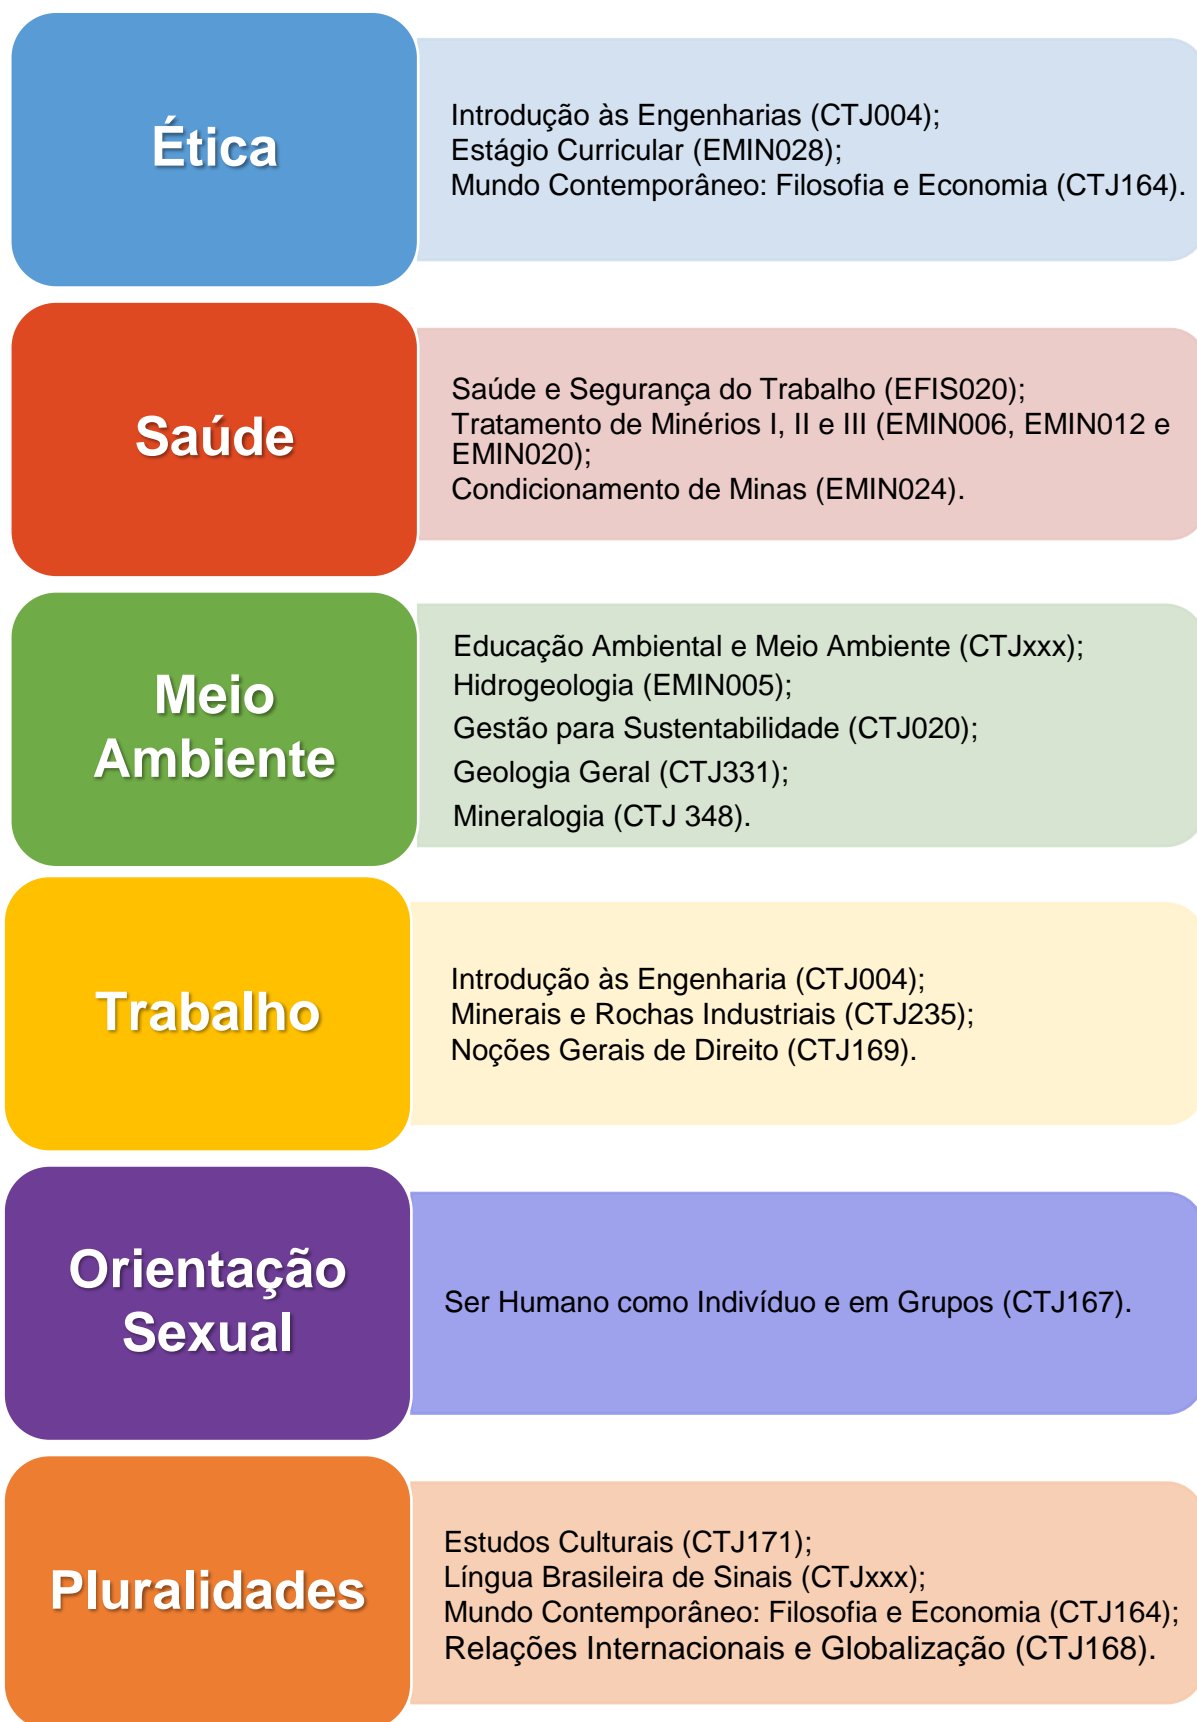 Ética
Introdução às Engenharias (CTJ004);
Estágio Curricular (EMIN028);
Mundo Contemporâneo: Filosofia e Economia (CTJ164).
Saúde
Saúde e Segurança do Trabalho (EFIS020);
Tratamento de Minérios I, II e III (EMIN006, EMIN012 e
EMIN020);
Condicionamento de Minas (EMIN024).
Meio
Ambiente
Educação Ambiental e Meio Ambiente (CTJxxx);
Hidrogeologia (EMIN005);
Gestão para Sustentabilidade (CTJ020);
Geologia Geral (CTJ331);
Mineralogia (CTJ 348).
Trabalho
Introdução às Engenharia (CTJ004);
Minerais e Rochas Industriais (CTJ235);
Noções Gerais de Direito (CTJ169).
Orientação
Sexual
Ser Humano como Indivíduo e em Grupos (CTJ167).
Pluralidades
Estudos Culturais (CTJ171);
Língua Brasileira de Sinais (CTJxxx);
Mundo Contemporâneo: Filosofia e Economia (CTJ164);
Relações Internacionais e Globalização (CTJ168).